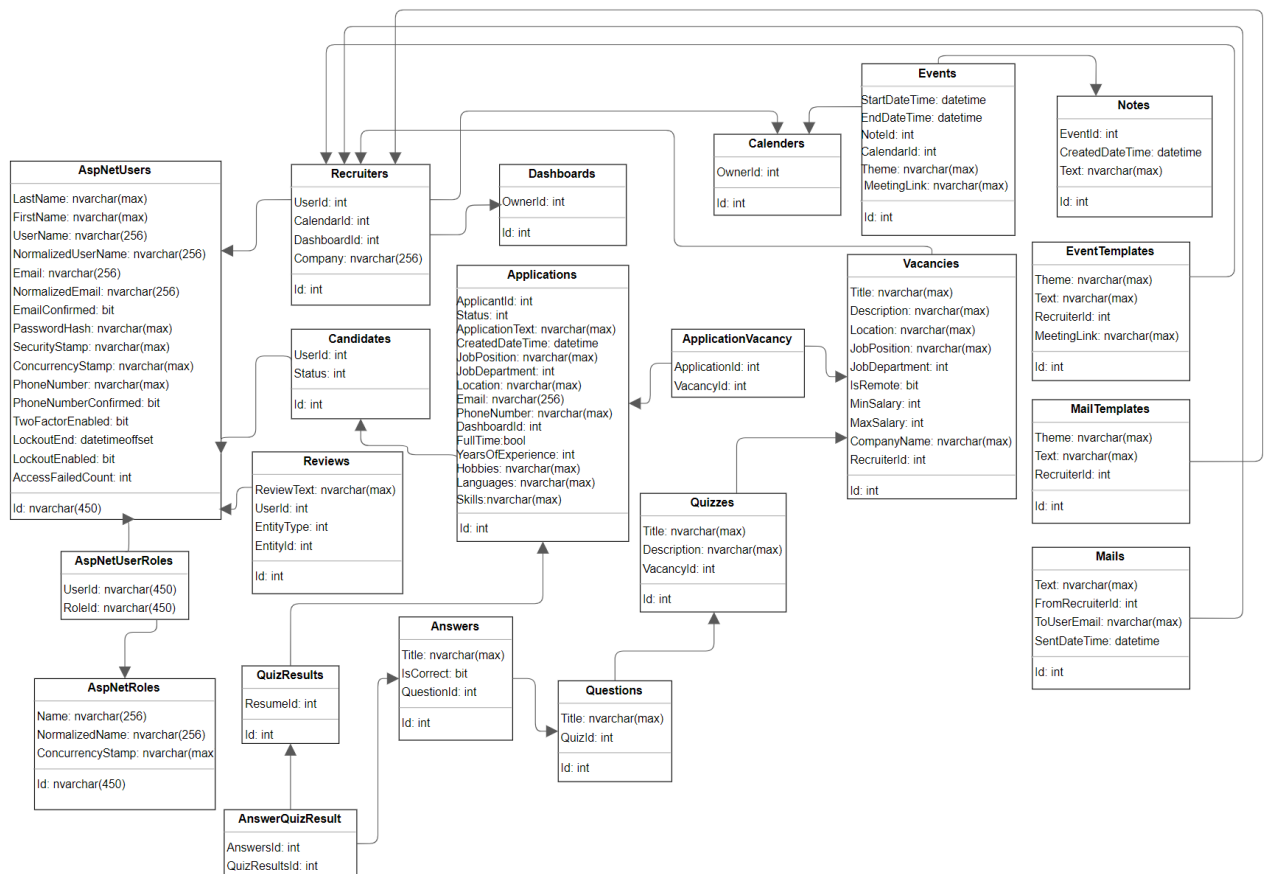 AspNetUsers
LastName: nvarchar(max)
FirstName: nvarchar(max)
UserName: nvarchar(256)
NormalizedUserName: nvarchar(256)
Email: nvarchar(256)
NormalizedEmail: nvarchar(256)
EmailConfirmed: bit
PasswordHash: nvarchar(max)
SecurityStamp: nvarchar(max)
ConcurrencyStamp: nvarchar(max)
PhoneNumber: nvarchar(max)
PhoneNumberConfirmed: bit
TwoFactorEnabled: bit
LockoutEnd: datetimeoffset
LockoutEnabled: bit
AccessFailedCount: int
Id: nvarchar(450)
AspNetUserRoles
UserId: nvarchar(450)
RoleId: nvarchar(450)
AspNetRoles
Name: nvarchar(256)
NormalizedName: nvarchar(256)
ConcurrencyStamp: nvarchar(max
Id: nvarchar(450)
Recruiters
UserId: int
CalendarId: int
DashboardId: int
Company: nvarchar(256)
Id: int
Candidates
UserId: int
Status: int
Id: int
Reviews
ReviewText: nvarchar(max)
UserId: int
EntityType: int
EntityId: int
Id: int
QuizResults
ResumeId: int
Id: int
AnswerQuizResult
AnswersId: int
QuizResultsId: int
Dashboards
OwnerId: int
Id: int
Applications
ApplicantId: int
Status: int
ApplicationText: nvarchar(max)
CreatedDateTime: datetime
JobPosition: nvarchar(max)
JobDepartment: int
Location: nvarchar(max)
Email: nvarchar(256)
PhoneNumber: nvarchar(max)
DashboardId: int
FullTime:bool
YearsOfExperience: int
Hobbies: nvarchar(max)
Languages: nvarchar(max)
Skills:nvarchar(max)
Id: int
Answers
Title: nvarchar(max)
IsCorrect: bit
QuestionId: int
Id: int
Questions
Title: nvarchar(max)
QuizId: int
Id: int
ApplicationVacancy
ApplicationId: int
VacancyId: int
Quizzes
Title: nvarchar(max)
Description: nvarchar(max)
VacancyId: int
Id: int
Calenders
OwnerId: int
Id: int
Events
StartDateTime: datetime
EndDateTime: datetime
NoteId: int
CalendarId: int
Theme: nvarchar(max)
MeetingLink: nvarchar(max)
Id: int
Vacancies
Title: nvarchar(max)
Description: nvarchar(max)
Location: nvarchar(max)
JobPosition: nvarchar(max)
JobDepartment: int
IsRemote: bit
MinSalary: int
MaxSalary: int
CompanyName: nvarchar(max)
RecruiterId: int
Id: int
Notes
EventId: int
CreatedDateTime: datetime
Text: nvarchar(max)
Id: int
EventTemplates
Theme: nvarchar(max)
Text: nvarchar(max)
RecruiterId: int
MeetingLink: nvarchar(max)
Id: int
MailTemplates
Theme: nvarchar(max)
Text: nvarchar(max)
RecruiterId: int
Id: int
Mails
Text: nvarchar(max)
FromRecruiterId: int
ToUserEmail: nvarchar(max)
SentDateTime: datetime
Id: int